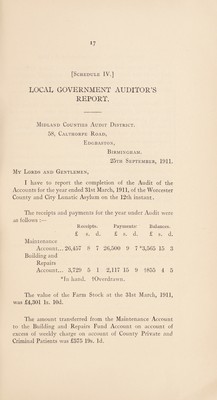 17
[SCHEDULE IV.]
LOCAL GOVERNMENT AUDITOR'S
REPORT.
MIDLAND COUNTIES AUDIT DISTRICT.
58, CALTHORPE ROAD,
EDGBASTON,
BIRMINGHAM.
25TH SEPTEMBER, 1911.
MY LORDS AND GENTLEMEN,
I have to report the completion of the Audit of the
Accounts for the year ended 31st March, 1911, of the Worcester
County and City Lunatic Asylum on the 12th instant.
The receipts and payments for the year under Audit were
as follows :—
Receipts. Payments. Balances.
£ s. d. £ s. d. £ s. d.
Maintenance
Account... 26,457 8 7 26,500 9 7 *3,565 15 3
Building and
Repairs
Account... 3,729 5 1 2,117 15 9 †855 4 5
*In hand. †Overdrawn.
The value of the Farm Stock at the 31st March, 1911,
was £4,301 1s. 10d.
The amount transferred from the Maintenance Account
to the Building and Repairs Fund Account on account of
excess of weekly charge on account of County Private and
Criminal Patients was £375 19s. 1d.